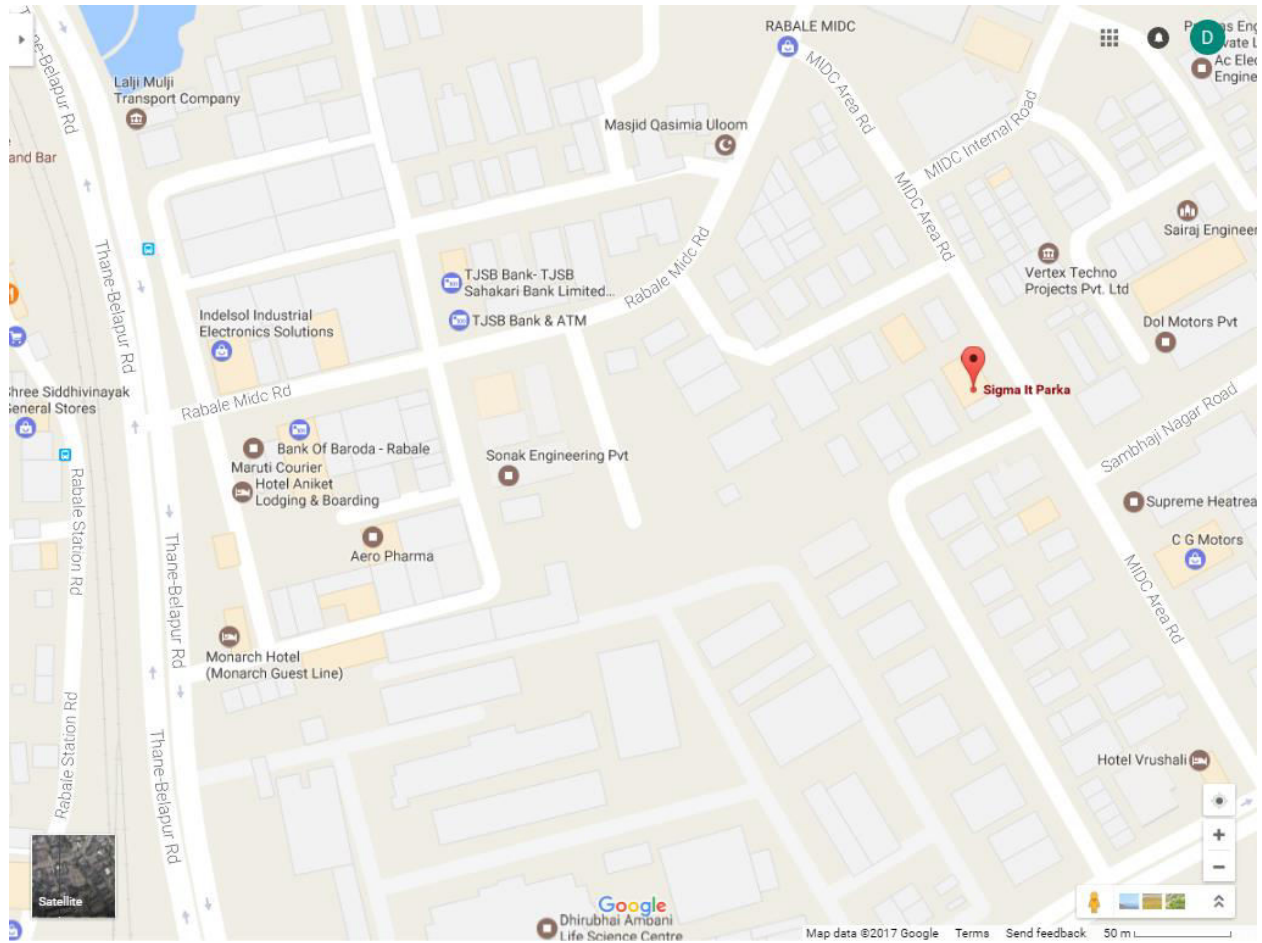 RABALE MIDC
D
Engine
Lalji Mulji
Transport Company
Thane-Belapur Rd
and Bar
Masjid Qasimia Uloom
MIDC Area Rd
MIDC Internal Road
MIDC Area Rd
Sairaj Engineer
Vertex Techno
Projects Pvt. Ltd
Thane-Belapur Rd
TJSB Bank- TJSB
Sahakari Bank Limited...
Rabale Midc Rd
TJSB Bank & ATM
Indelsol Industrial
Electronics Solutions
Dol Motors Pvt
Sigma It Parka
Siddhivinayak
General Stores
Rabale Midc Rd
Sambhaji Nagar Road
Bank Of Baroda - Rabale
Maruti Courier
Hotel Aniket
Lodging & Boarding
Sonak Engineering Pvt
Supreme Heatrea
C G Motors
Rabale Station Rd
Thane-Belapur Rd
Aero Pharma
MIDC Area Rd
Monarch Hotel
(Monarch Guest Line)
Rabale Station Rd
Thane-Belapur Rd
Hotel Vrushali
Satellite
Google
Dhirubhai Ambani
Life Science Centre
Map data ©2017 Google Terms Send feedback 50 m